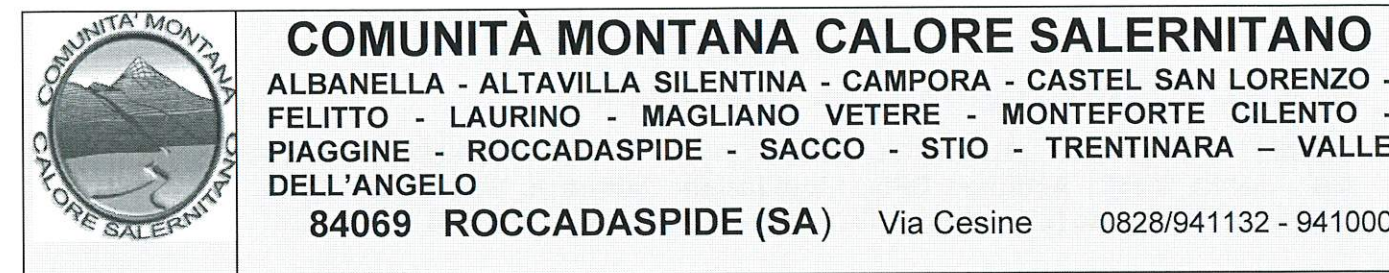 COMUNITA' MONTANA
CALORE SALERNITANO
COMUNITÀ MONTANA CALORE SALERNITANO
ALBANELLA - ALTAVILLA SILENTINA - CAMPORA - CASTEL SAN LORENZO -
FELITTO - LAURINO - MAGLIANO VETERE - MONTEFORTE CILENTO -
PIAGGINE - ROCCADASPIDE - SACCO - STIO - TRENTINARA – VALLE
DELL'ANGELO
84069 ROCCADASPIDE (SA) Via Cesine 0828/941132 - 941000